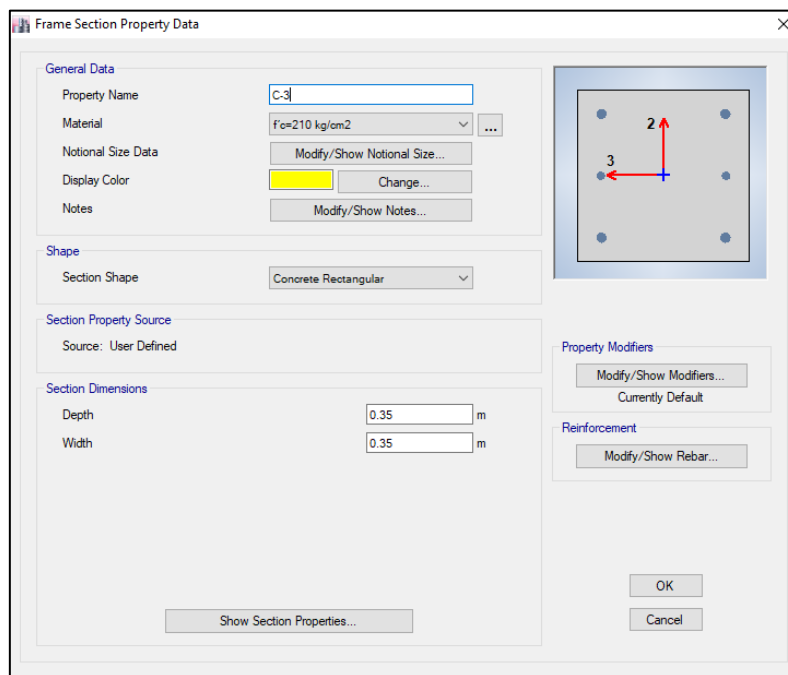 Frame Section Property Data
General Data
Property Name
C-3
Material
f'c=210 kg/cm2
...
Notional Size Data
Modify/Show Notional Size...
Display Color
Change...
Notes
Modify/Show Notes...
2
3
Shape
Section Shape
Concrete Rectangular
Section Property Source
Source: User Defined
Section Dimensions
Depth
0.35
m
Width
0.35
m
Show Section Properties...
Property Modifiers
Modify/Show Modifiers...
Currently Default
Reinforcement
Modify/Show Rebar...
OK
Cancel